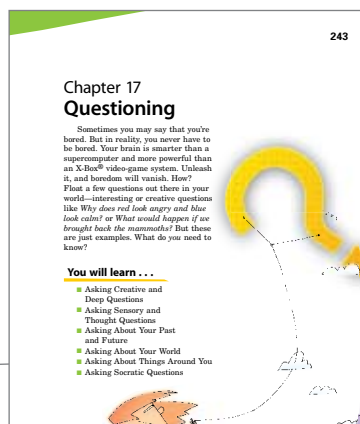 243
Chapter 17
Questioning
Sometimes you may say that you're
bored. But in reality, you never have to
be bored. Your brain is smarter than a
supercomputer and more powerful than
an X-Box® video-game system. Unleash
it, and boredom will vanish. How?
Float a few questions out there in your
world—interesting or creative questions
like Why does red look angry and blue
look calm? or What would happen if we
brought back the mammoths? But these
are just examples. What do you need to
know?
You will learn . . .
■ Asking Creative and
Deep Questions
■ Asking Sensory and
Thought Questions
■ Asking About Your Past
and Future
■ Asking About Your World
■ Asking About Things Around You
■ Asking Socratic Questions